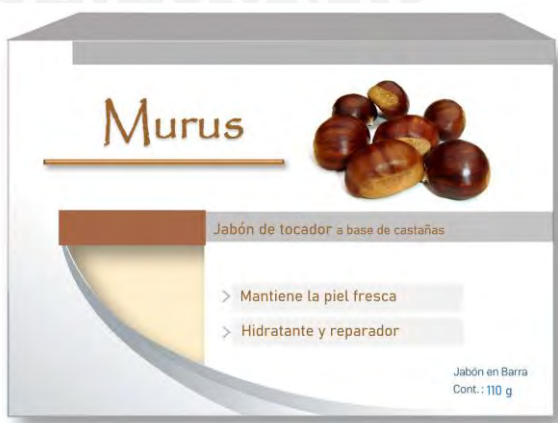 Murus
Jabón de tocador a base de castañas
> Mantiene la piel fresca
> Hidratante y reparador
Jabón en Barra
Cont.: 110 g